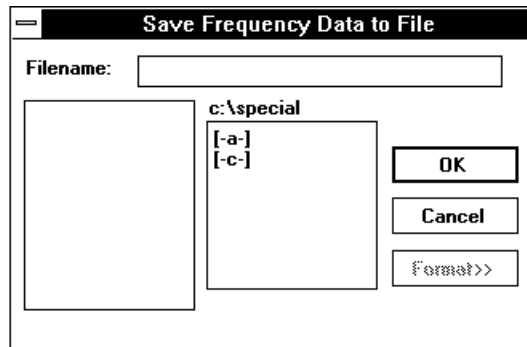 Save Frequency Data to File
Filename:
c:\special
[-a-]
[-c-]
OK
Cancel
Format>>